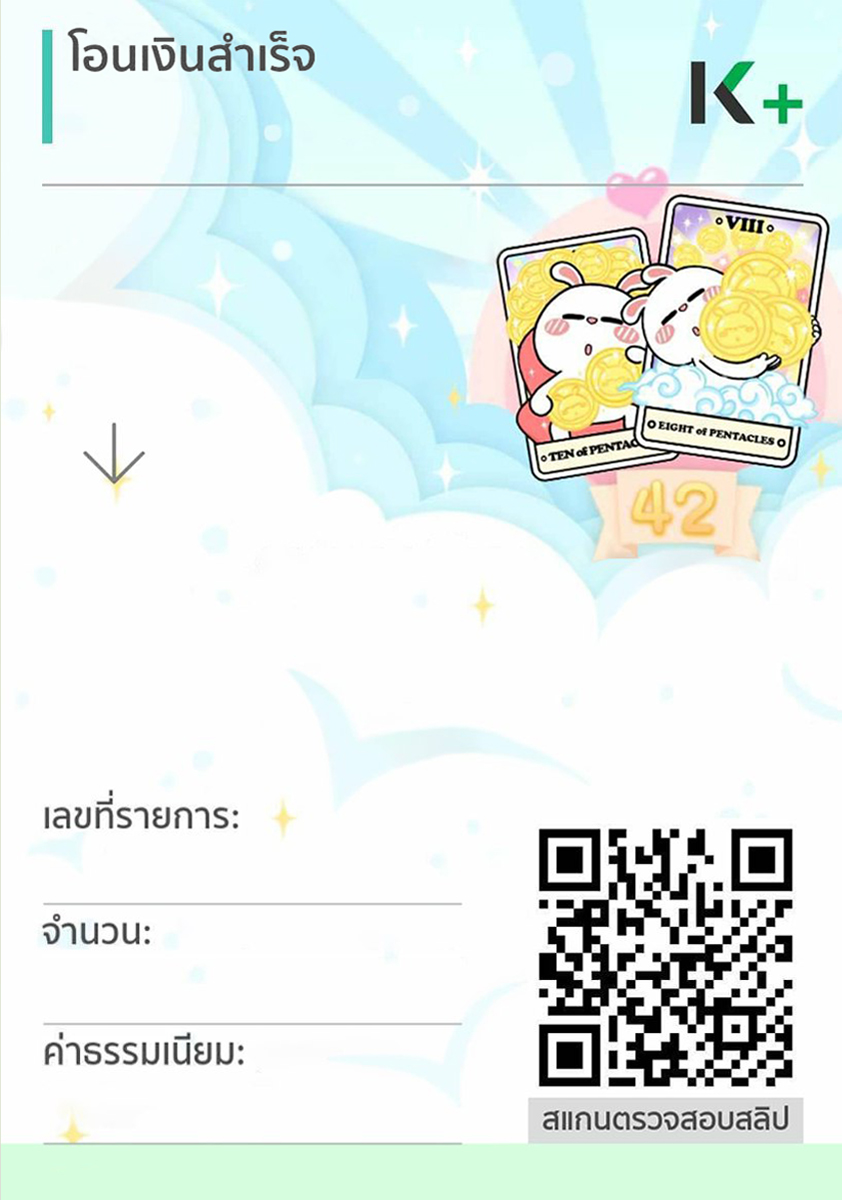 โอนเงินสำเร็จ
K+
VIII
EIGHT of PENTACLES
TEN of PENTAC
42
เลขที่รายการ:
จำนวน:
ค่าธรรมเนียม:
สแกนตรวจสอบสลิป